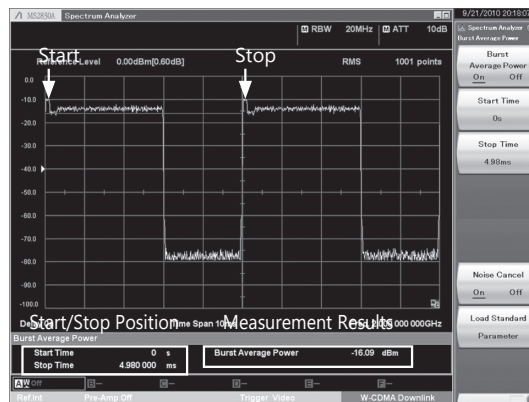 MS2830A Spectrum Analyzer
9/21/2010 20:18:07
RBW 20MHz ATT 10dB
Spectrum Analyzer
Burst Average Power
Start Stop
Reference Level 0.00dBm[0.60dB] RMS 1001 points
Burst
Average Power
On Off
Start Time
0s
Stop Time
4.98ms
Noise Cancel
On Off
Load Standard
Parameter
0.0
-10.0
-20.0
-30.0
-40.0
-50.0
-60.0
-70.0
-80.0
-90.0
-100.0
Start/Stop Position Measurement Results
Time Span 000 000GHz
Burst Average Power
Start Time 0 s Burst Average Power -16.09 dBm
Stop Time 4.980 000 ms
A W Off B - C - D - E - F -
Ref.Int Pre-Amp Off Trigger Video W-CDMA Downlink